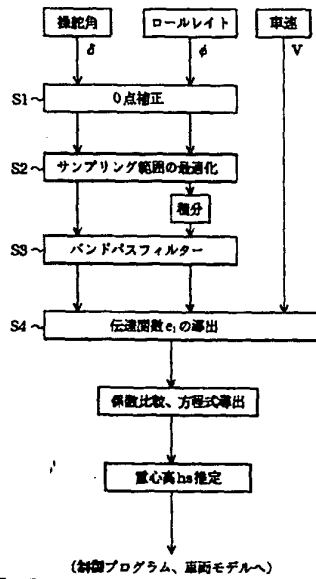 操舵角
ロールレイト
車速
δ
φ
V
S1
0点補正
S2
サンプリング範囲の最適化
積分
S3
バンドパスフィルター
S4
伝達関数eiの導出
係数比較、方程式導出
重心高hs推定
(制御プログラム、車両モデルへ)